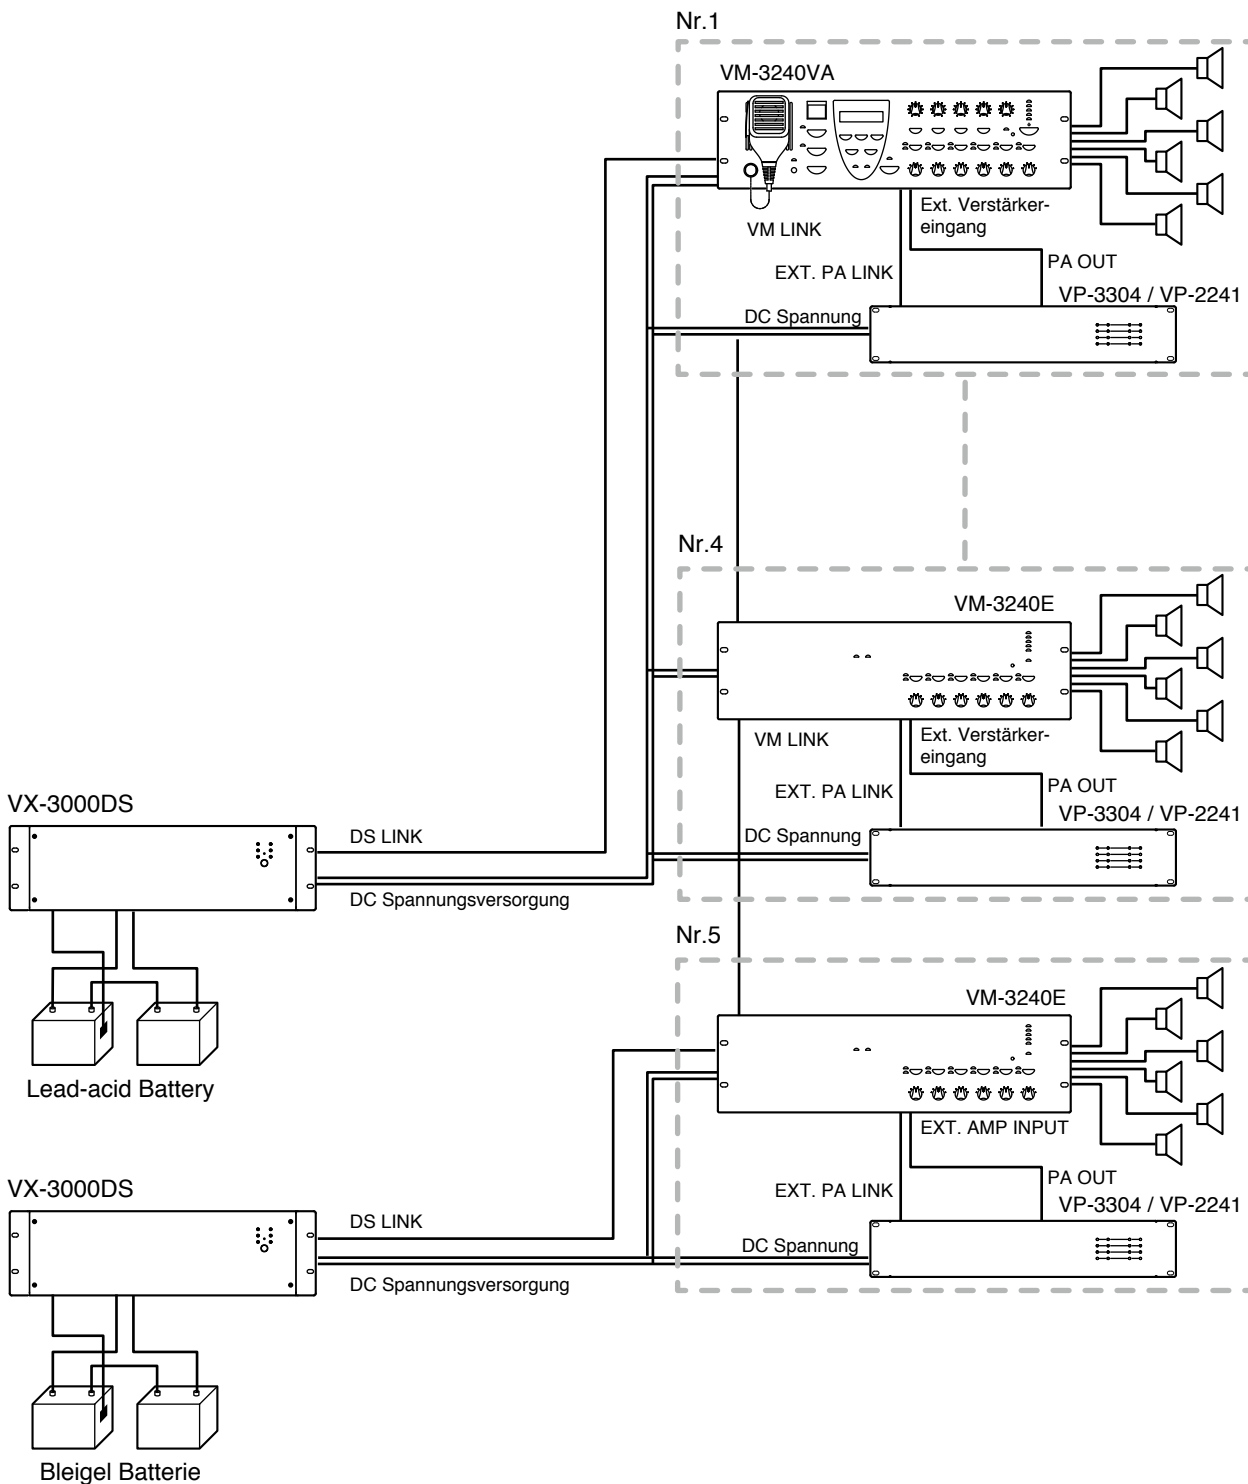 Nr.1
VM-3240VA
VM LINK
Ext. Verstärker-
eingang
EXT. PA LINK
PA OUT
VP-3304 / VP-2241
DC Spannung
Nr.4
VM-3240E
VM LINK
Ext. Verstärker-
eingang
EXT. PA LINK
PA OUT
VP-3304 / VP-2241
DC Spannung
VX-3000DS
DS LINK
DC Spannungsversorgung
Lead-acid Battery
Nr.5
VM-3240E
EXT. AMP INPUT
EXT. PA LINK
PA OUT
VP-3304 / VP-2241
DC Spannung
VX-3000DS
DS LINK
DC Spannungsversorgung
Bleigel Batterie